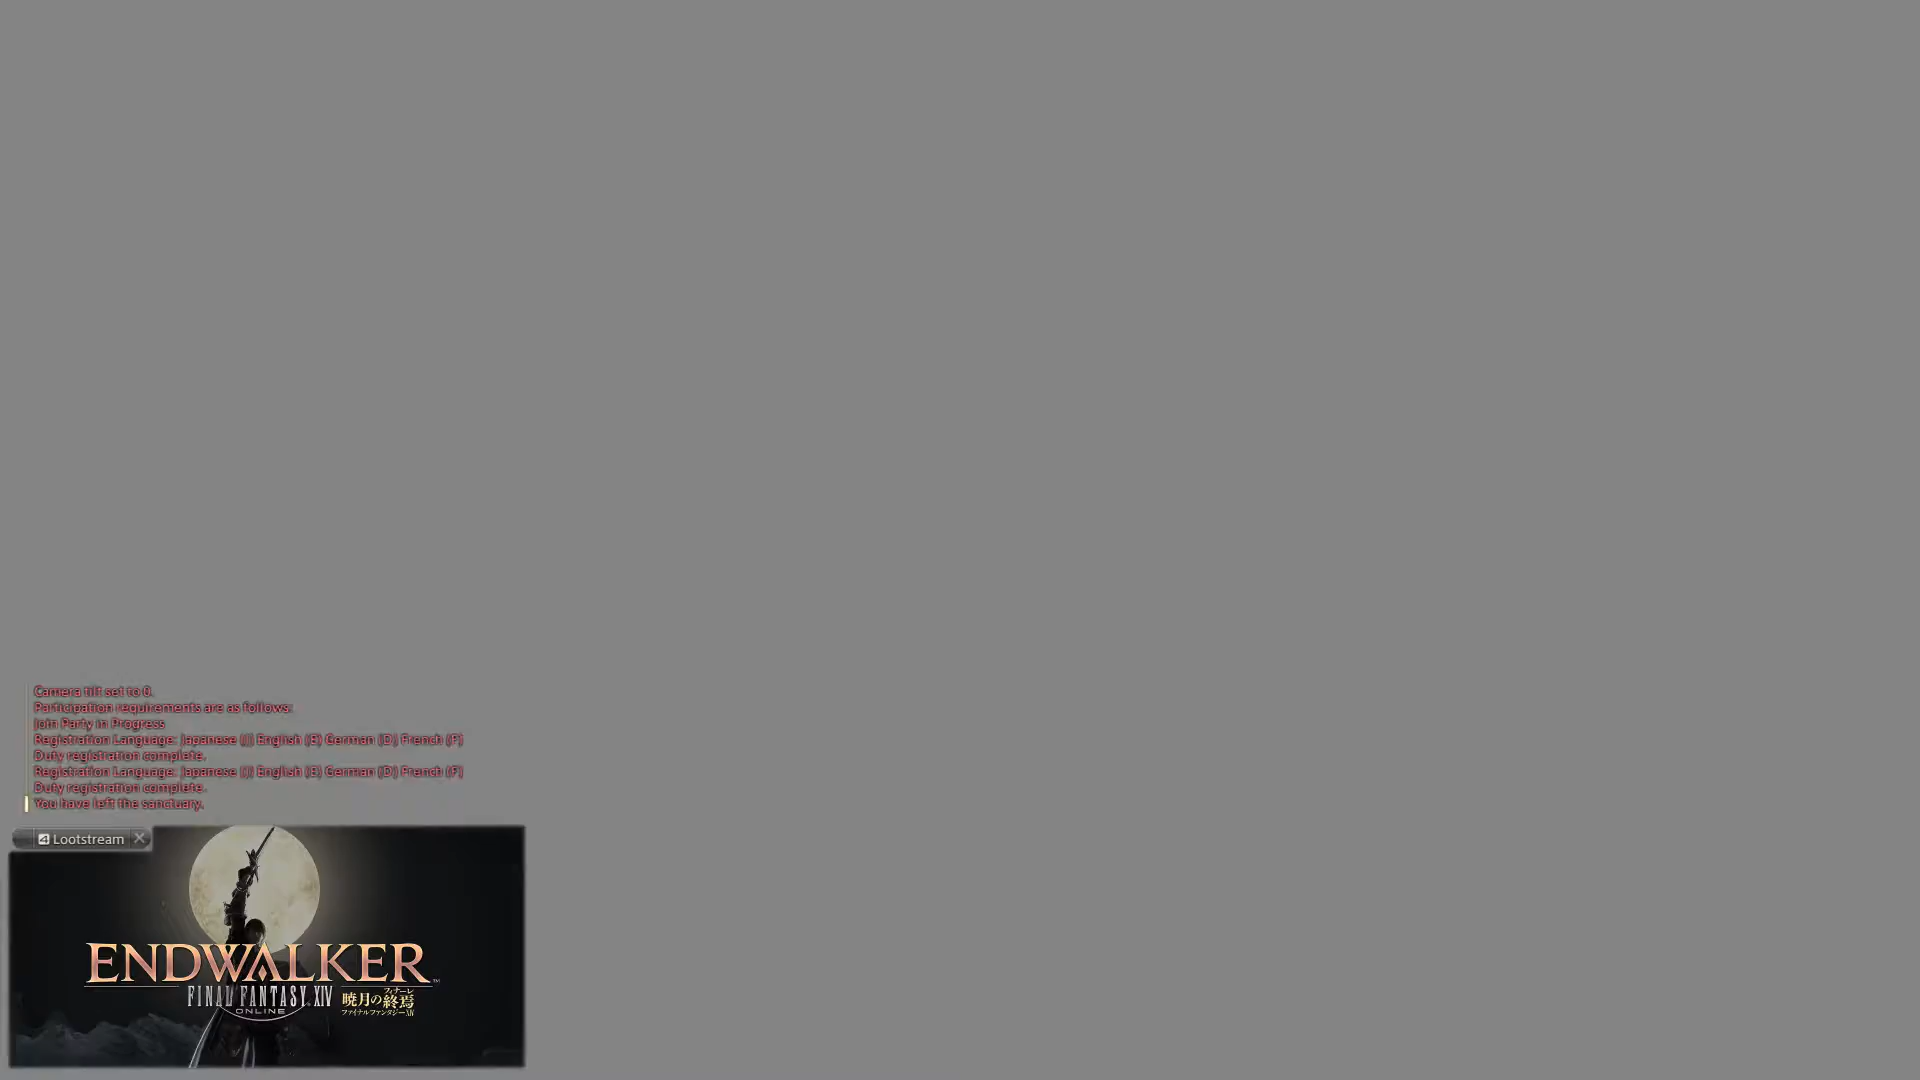 Camera tilt set to 0.
Participation requirements are as follows:
Join Party in Progress
Registration Language: Japanese (J) English (E) German (D) French (F)
Duty registration complete.
Registration Language: Japanese (J) English (E) German (D) French (F)
Duty registration complete.
You have left the sanctuary.
4 Lootstream
ENDWALKER™
FINAL FANTASY XIV
ONLINE
フィナーレ
暁月の終焉
ファイナルファンタジーXIV